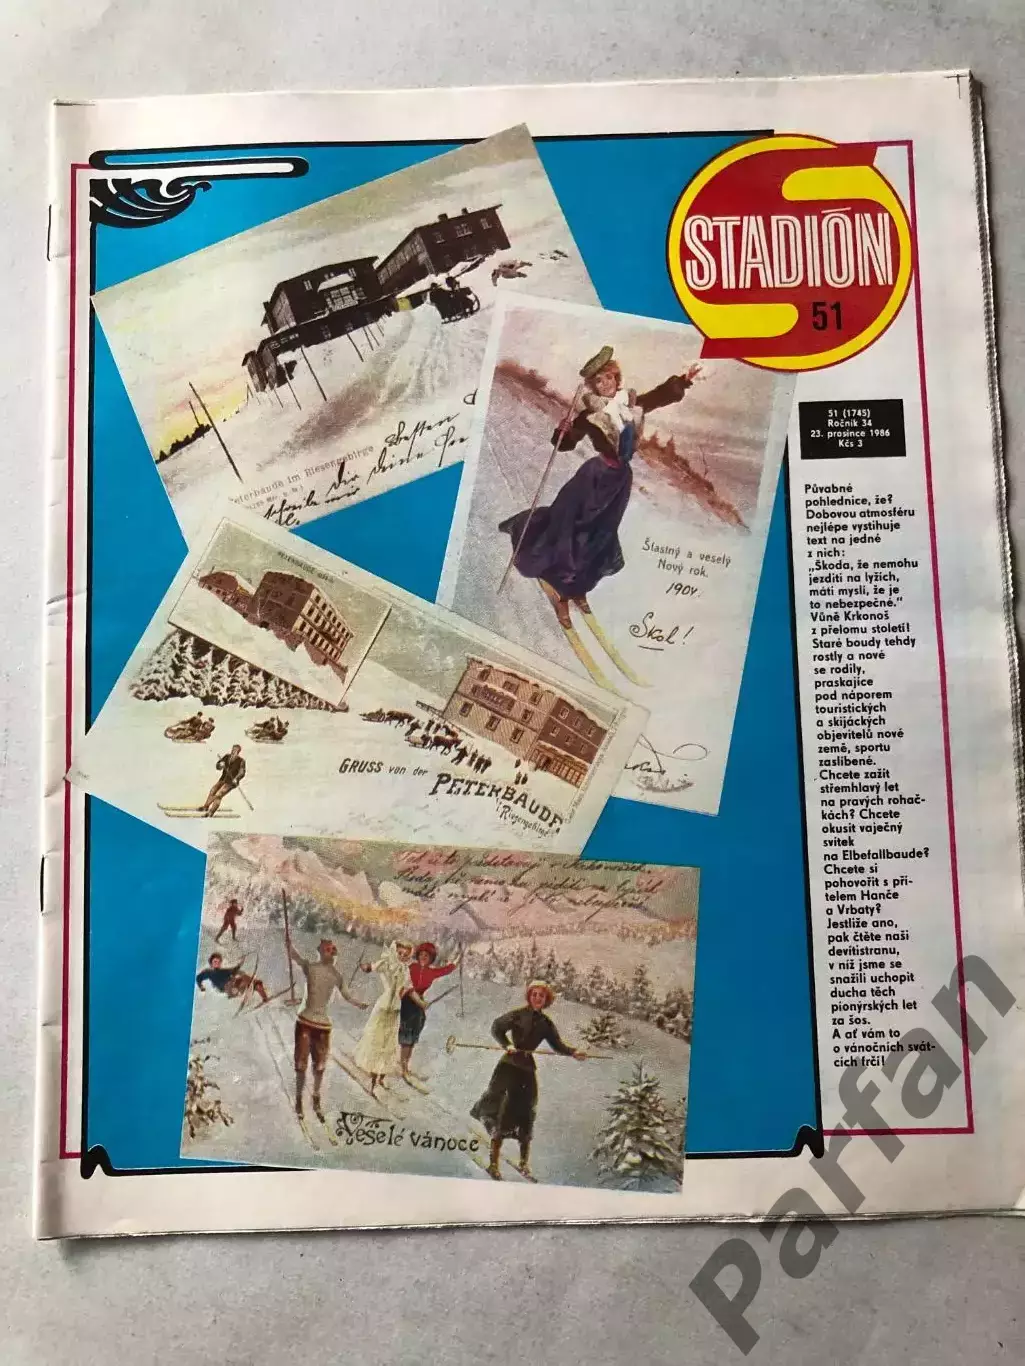 STADIÓN
51
51 (1745)
Ročník 34
23. prosince 1986
Kčs 3
Půvabné
pohlednice, že?
Dobovou atmosféru
nejlépe vystihuje
text na jedné
z nich:
„Škoda, že nemohu
jezditi na lyžích,
máti myslí, že je
to nebezpečné.“
Vůně Krkonoš
z přelomu století!
Staré boudy tehdy
rostly a nové
se rodily,
praskajíce
pod náporem
touristických
a skijáckých
objevitelů nové
země, sportu
zaslíbené.
Chcete zažít
střemhlavý let
na pravých rohač-
kách? Chcete
okusit vaječný
svítek
na Elbefallbaude?
Chcete si
pohovořit s pří-
telem Hanče
a Vrbaty?
Jestliže ano,
pak čtěte naši
devítistranu,
v níž jsme se
snažili uchopit
ducha těch
pionýrských let
za šos.
A ať vám to
o vánočních svát-
cích frčí!
Peterbaude im Riesengebirge
Šťastný a veselý
Nový rok.
1904.
Skol!
GRUSS von der
PETERBAUDE
i. Riesengebirge
Veselé vánoce
Parfan